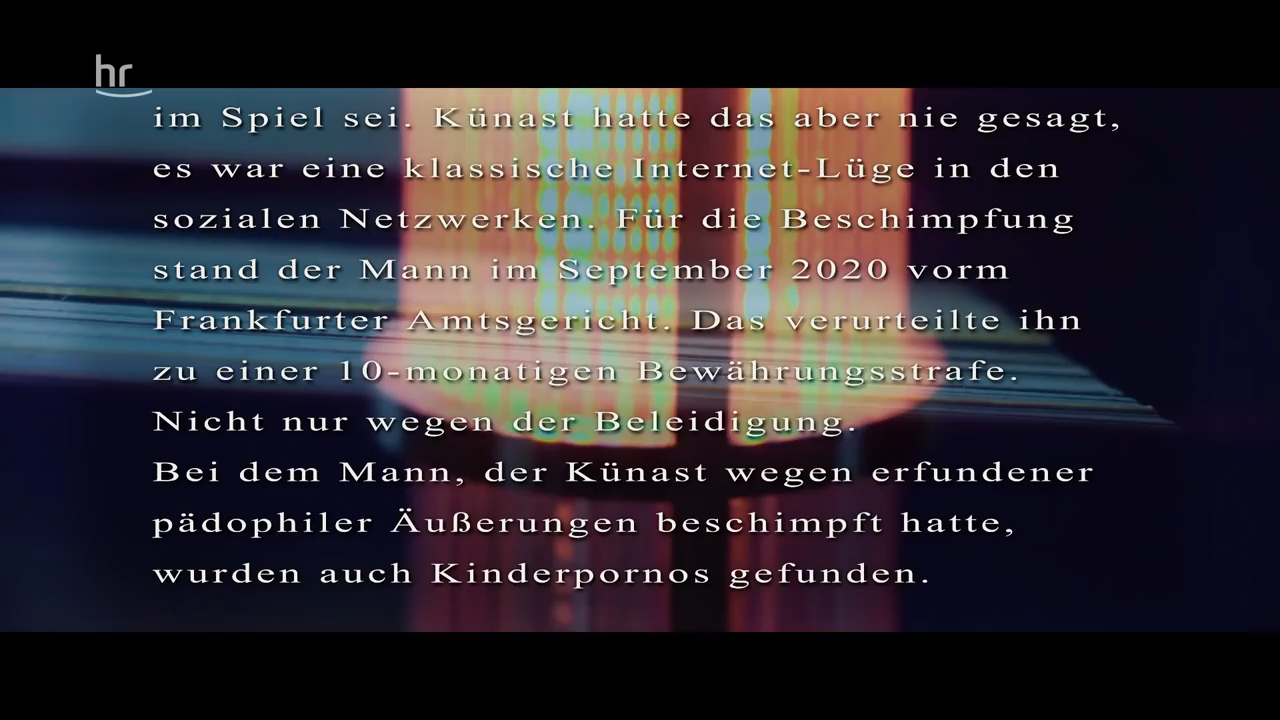 hr
im Spiel sei. Künast hatte das aber nie gesagt,
es war eine klassische Internet-Lüge in den
sozialen Netzwerken. Für die Beschimpfung
stand der Mann im September 2020 vorm
Frankfurter Amtsgericht. Das verurteilte ihn
zu einer 10-monatigen Bewährungsstrafe.
Nicht nur wegen der Beleidigung.
Bei dem Mann, der Künast wegen erfundener
pädophiler Äußerungen beschimpft hatte,
wurden auch Kinderpornos gefunden.